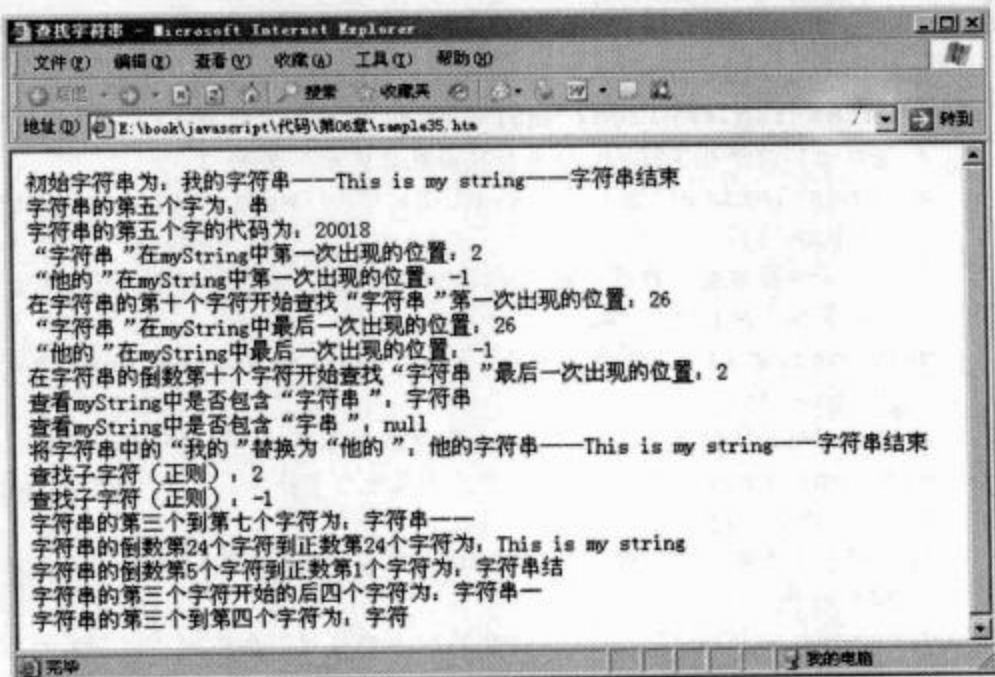 查找字符串 - Microsoft Internet Explorer
文件(F) 编辑(E) 查看(V) 收藏(A) 工具(T) 帮助(H)
后退 搜索 收藏夹
地址(D) E:\book\javascript\代码\第06章\sample35.htm 转到
初始字符串为：我的字符串——This is my string——字符串结束
字符串的第五个字为：串
字符串的第五个字的代码为：20018
“字符串”在myString中第一次出现的位置：2
“他的”在myString中第一次出现的位置：-1
在字符串的第十个字符开始查找“字符串”第一次出现的位置：26
“字符串”在myString中最后一次出现的位置：26
“他的”在myString中最后一次出现的位置：-1
在字符串的倒数第十个字符开始查找“字符串”最后一次出现的位置：2
查看myString中是否包含“字符串”：字符串
查看myString中是否包含“字串”：null
将字符串中的“我的”替换为“他的”：他的字符串——This is my string——字符串结束
查找子字符（正则）：2
查找子字符（正则）：-1
字符串的第三个到第七个字符为：字符串——
字符串的倒数第24个字符到正数第24个字符为：This is my string
字符串的倒数第5个字符到正数第1个字符为：字符串结
字符串的第三个字符开始的后四个字符为：字符串—
字符串的第三个到第四个字符为：字符
完毕 我的电脑